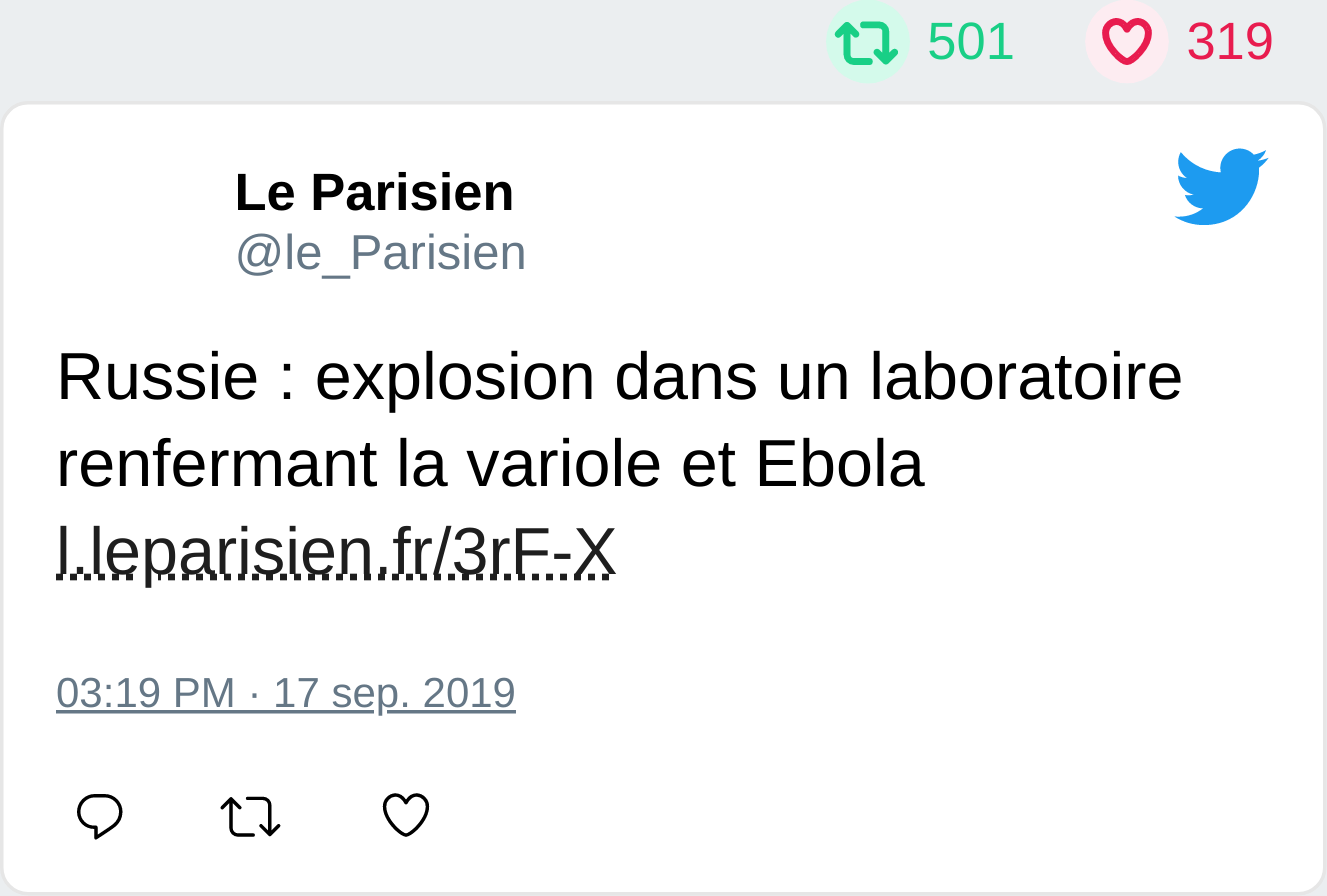 501 319
Le Parisien
@le_Parisien
Russie : explosion dans un laboratoire
renfermant la variole et Ebola
l.leparisien.fr/3rF-X
03:19 PM · 17 sep. 2019